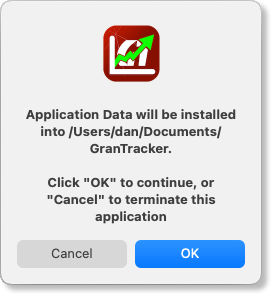 Application Data will be installed
into /Users/dan/Documents/
GranTracker.
Click "OK" to continue, or
"Cancel" to terminate this
application
Cancel
OK